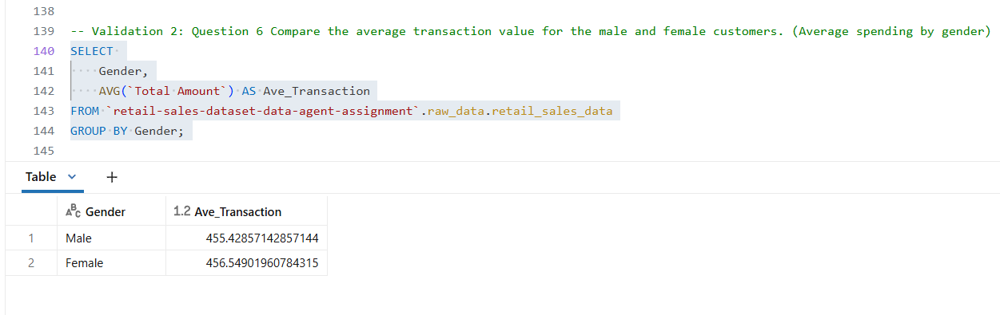 138
139 -- Validation 2: Question 6 Compare the average transaction value for the male and female customers. (Average spending by gender)
140 SELECT
141 Gender,
142 AVG(`Total Amount`) AS Ave_Transaction
143 FROM `retail-sales-dataset-data-agent-assignment`.raw_data.retail_sales_data
144 GROUP BY Gender;
145
Table +
ABC Gender 1.2 Ave_Transaction
1 Male 455.42857142857144
2 Female 456.54901960784315